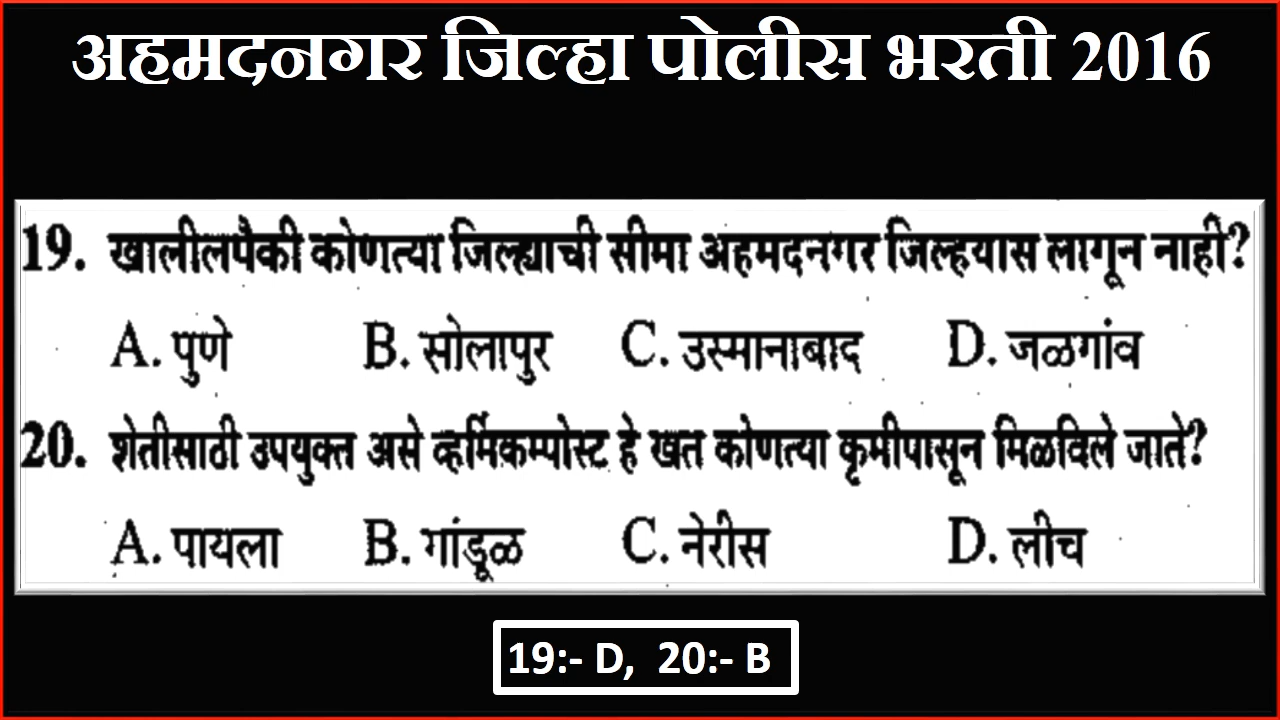 अहमदनगर जिल्हा पोलीस भरती 2016
19. खालीलपैकी कोणत्या जिल्ह्याची सीमा अहमदनगर जिल्हयास लागून नाही?
A. पुणे B. सोलापुर C. उस्मानाबाद D. जळगांव
20. शेतीसाठी उपयुक्त असे व्हर्मिकम्पोस्ट हे खत कोणत्या कृमीपासून मिळविले जाते?
A. पायला B. गांडूळ C. नेरीस D. लीच
19:- D, 20:- B